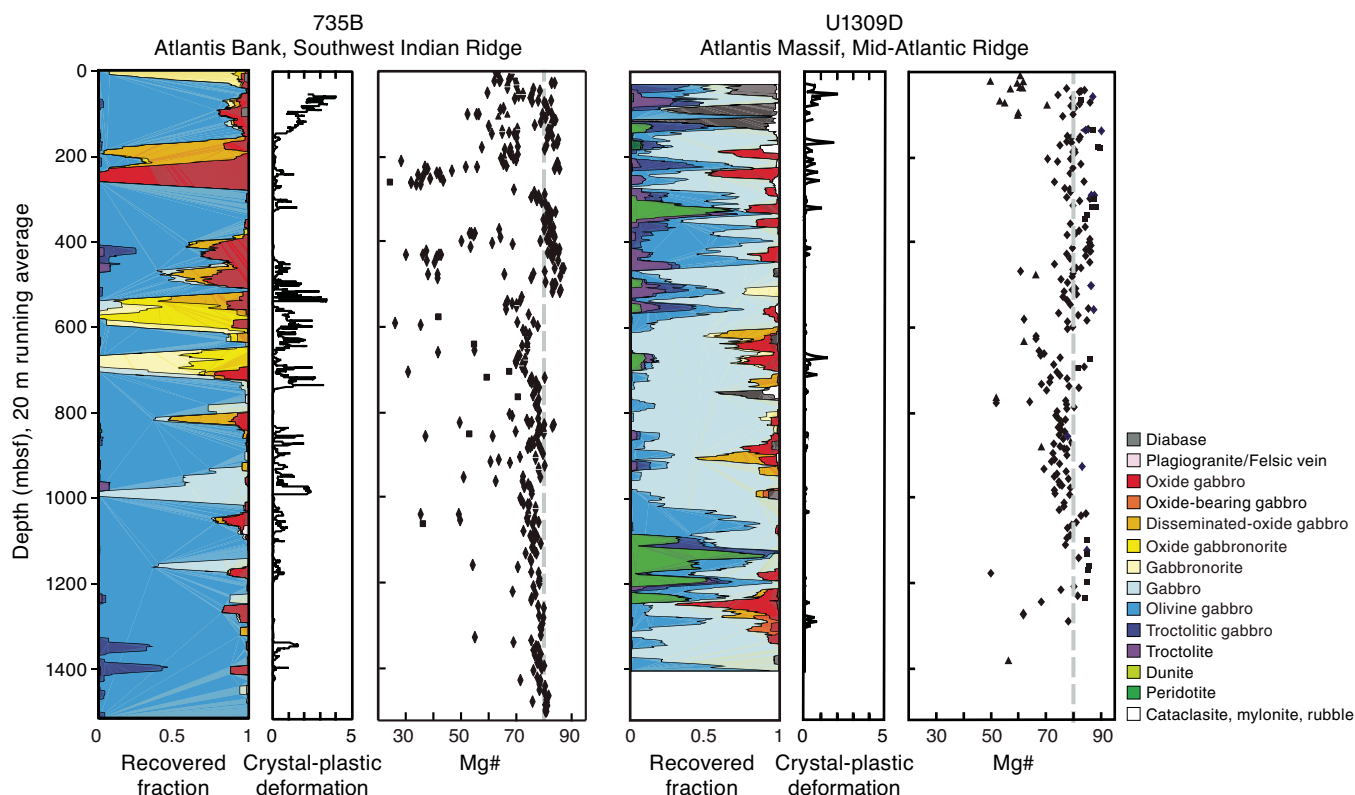 735B
Atlantis Bank, Southwest Indian Ridge
U1309D
Atlantis Massif, Mid-Atlantic Ridge
Depth (mbsf), 20 m running average
0
200
400
600
800
1000
1200
1400
0 0.5 1
Recovered
fraction
0 5
Crystal-plastic
deformation
30 50 70 90
Mg#
0 0.5 1
Recovered
fraction
0 5
Crystal-plastic
deformation
30 50 70 90
Mg#
Diabase
Plagiogranite/Felsic vein
Oxide gabbro
Oxide-bearing gabbro
Disseminated-oxide gabbro
Oxide gabbronorite
Gabbronorite
Gabbro
Olivine gabbro
Troctolitic gabbro
Troctolite
Dunite
Peridotite
Cataclasite, mylonite, rubble